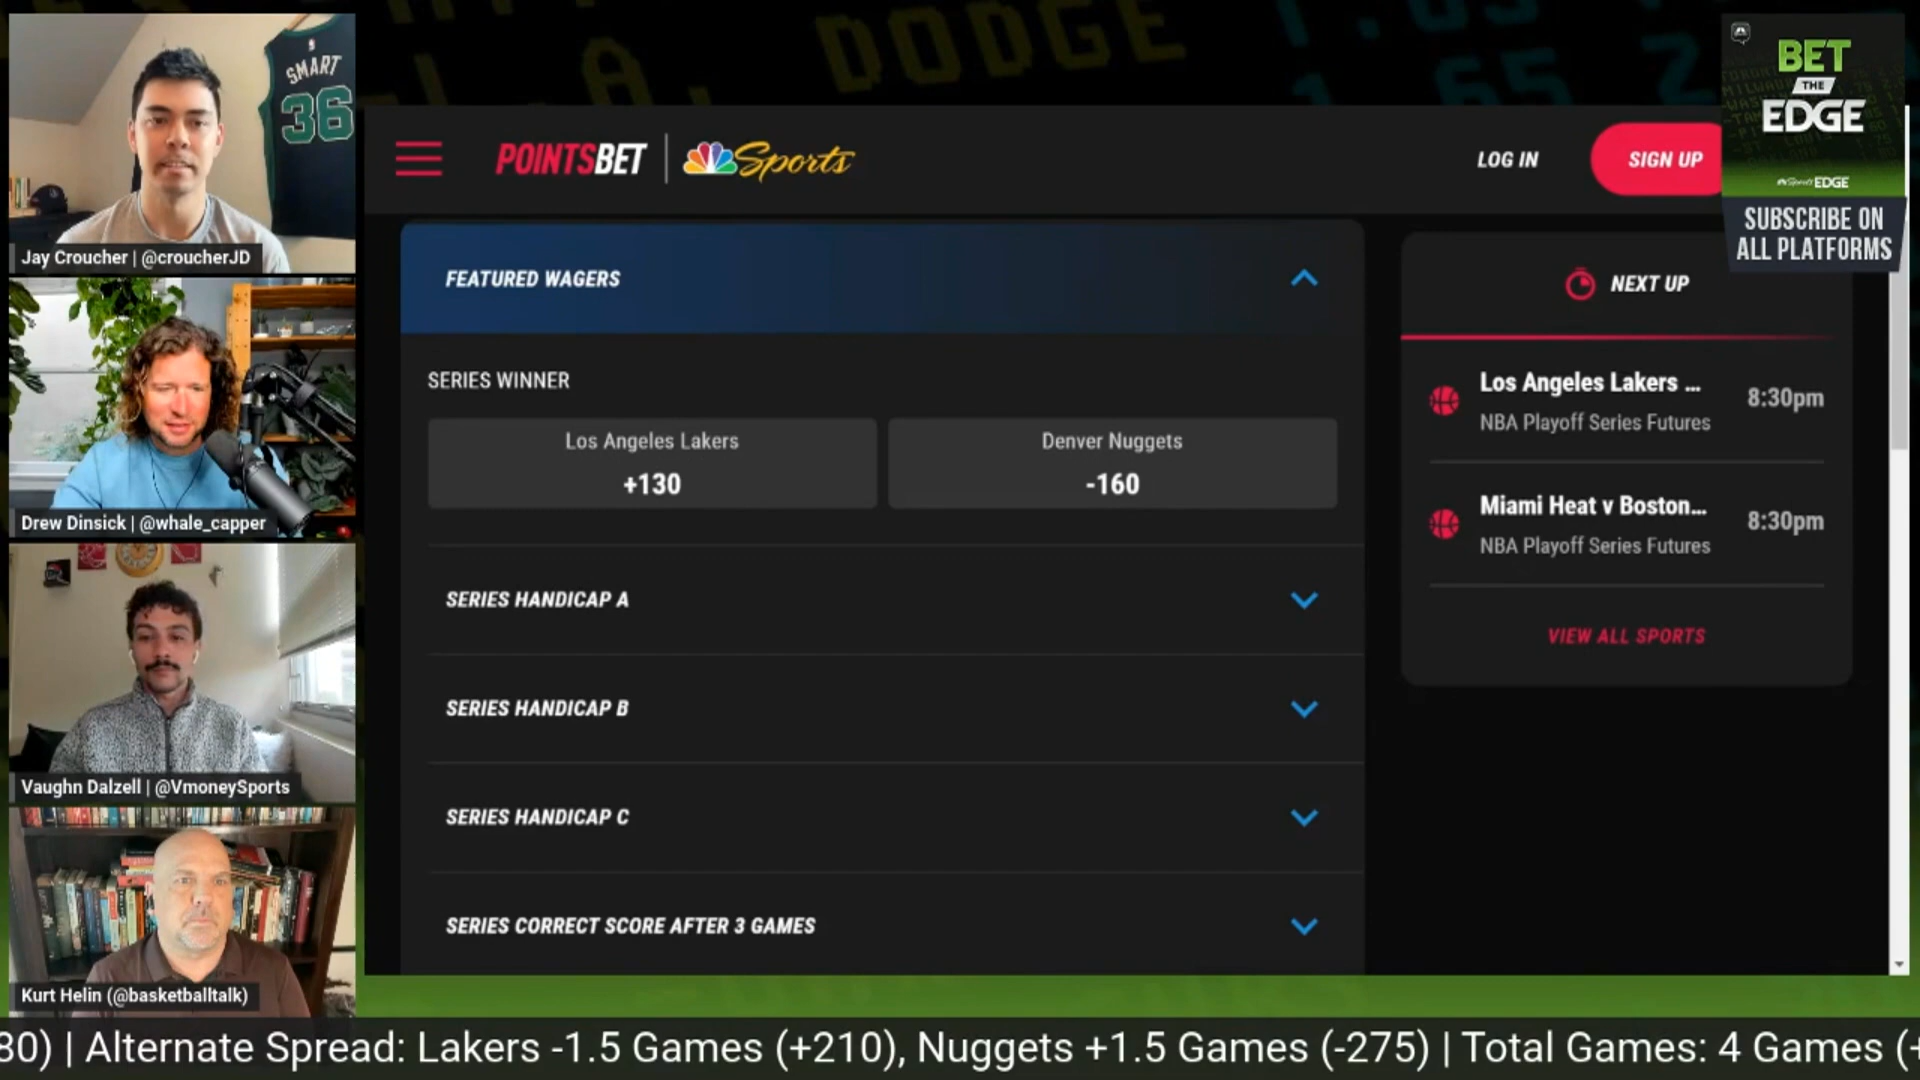 L.A. DODGE
1.65
SMART
36
Jay Croucher | @croucherJD
Drew Dinsick | @whale_capper
Vaughn Dalzell | @VmoneySports
Kurt Helin (@basketballtalk)
POINTSBET | Sports
LOG IN
SIGN UP
BET
THE
EDGE
Sports EDGE
SUBSCRIBE ON
ALL PLATFORMS
FEATURED WAGERS
SERIES WINNER
Los Angeles Lakers
+130
Denver Nuggets
-160
SERIES HANDICAP A
SERIES HANDICAP B
SERIES HANDICAP C
SERIES CORRECT SCORE AFTER 3 GAMES
NEXT UP
Los Angeles Lakers ...
8:30pm
NBA Playoff Series Futures
Miami Heat v Boston...
8:30pm
NBA Playoff Series Futures
VIEW ALL SPORTS
80) | Alternate Spread: Lakers -1.5 Games (+210), Nuggets +1.5 Games (-275) | Total Games: 4 Games (+